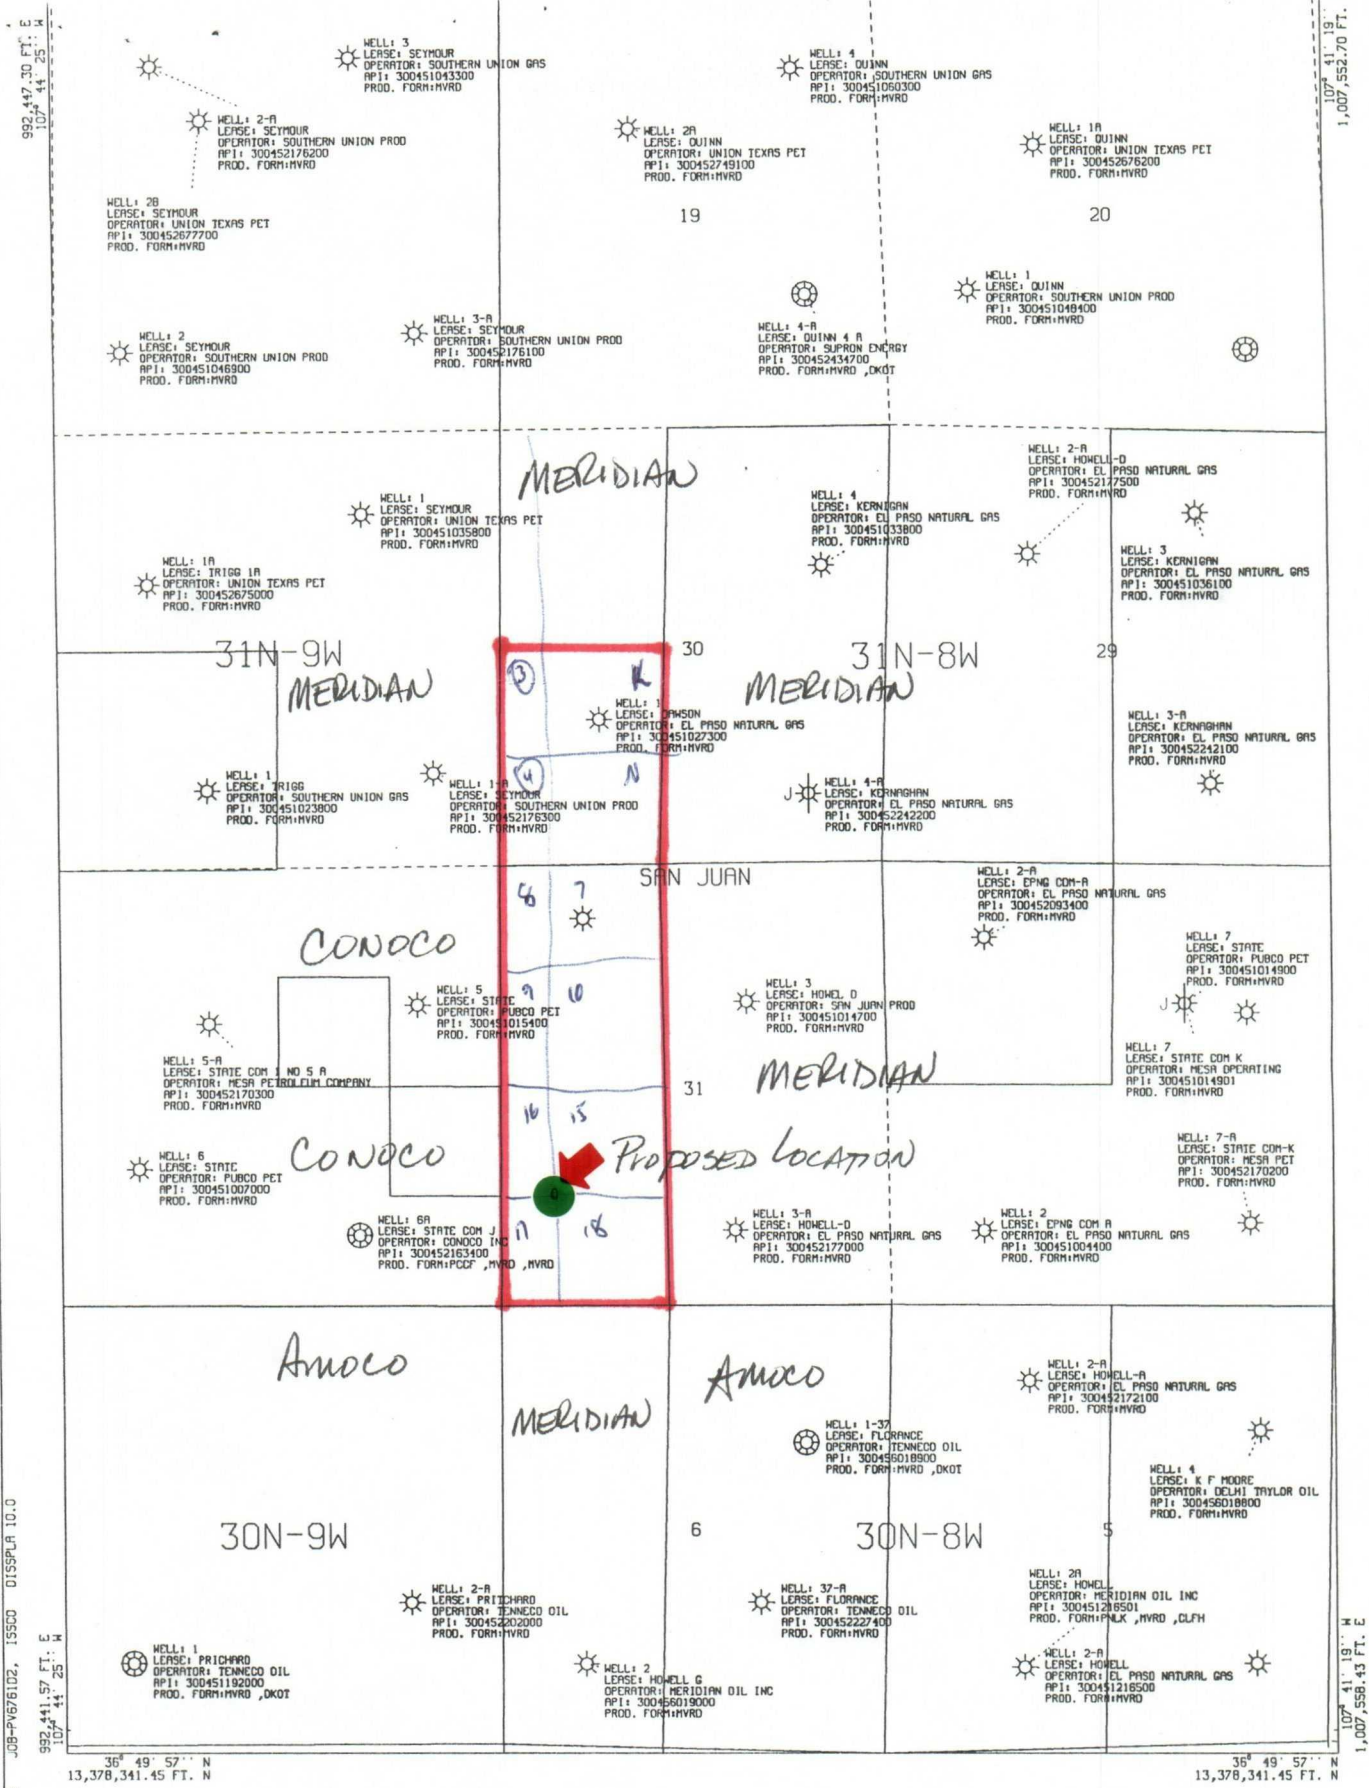 992,447.30 FT. E
107° 44' 25'' W
107° 41' 19''
1,007,552.70 FT.
WELL: 3
LEASE: SEYMOUR
OPERATOR: SOUTHERN UNION GAS
API: 300451043300
PROD. FORM:MVRD
WELL: 4
LEASE: QUINN
OPERATOR: SOUTHERN UNION GAS
API: 300451060300
PROD. FORM:MVRD
WELL: 2-A
LEASE: SEYMOUR
OPERATOR: SOUTHERN UNION PROD
API: 300452176200
PROD. FORM:MVRD
WELL: 2A
LEASE: QUINN
OPERATOR: UNION TEXAS PET
API: 300452749100
PROD. FORM:MVRD
WELL: 1A
LEASE: QUINN
OPERATOR: UNION TEXAS PET
API: 300452676200
PROD. FORM:MVRD
WELL: 2B
LEASE: SEYMOUR
OPERATOR: UNION TEXAS PET
API: 300452677700
PROD. FORM:MVRD
19
20
WELL: 2
LEASE: SEYMOUR
OPERATOR: SOUTHERN UNION PROD
API: 300451046900
PROD. FORM:MVRD
WELL: 3-A
LEASE: SEYMOUR
OPERATOR: SOUTHERN UNION PROD
API: 300452176100
PROD. FORM:MVRD
WELL: 4-A
LEASE: QUINN 4 A
OPERATOR: SUPRON ENERGY
API: 300452434700
PROD. FORM:MVRD ,DKOT
WELL: 1
LEASE: QUINN
OPERATOR: SOUTHERN UNION PROD
API: 300451048400
PROD. FORM:MVRD
MERIDIAN
WELL: 1
LEASE: SEYMOUR
OPERATOR: UNION TEXAS PET
API: 300451035800
PROD. FORM:MVRD
WELL: 4
LEASE: KERNIGAN
OPERATOR: EL PASO NATURAL GAS
API: 300451033800
PROD. FORM:MVRD
WELL: 2-A
LEASE: HOWELL-D
OPERATOR: EL PASO NATURAL GAS
API: 300452177500
PROD. FORM:MVRD
WELL: 3
LEASE: KERNIGAN
OPERATOR: EL PASO NATURAL GAS
API: 300451036100
PROD. FORM:MVRD
WELL: 1A
LEASE: TRIGG 1A
OPERATOR: UNION TEXAS PET
API: 300452675000
PROD. FORM:MVRD
31N-9W
30
31N-8W
29
MERIDIAN
3
K
MERIDIAN
WELL: 1
LEASE: DAWSON
OPERATOR: EL PASO NATURAL GAS
API: 300451027300
PROD. FORM:MVRD
WELL: 3-A
LEASE: KERNAGHAN
OPERATOR: EL PASO NATURAL GAS
API: 300452242100
PROD. FORM:MVRD
WELL: 1
LEASE: TRIGG
OPERATOR: SOUTHERN UNION GAS
API: 300451023800
PROD. FORM:MVRD
WELL: 1-A
LEASE: SEYMOUR
OPERATOR: SOUTHERN UNION PROD
API: 300452176300
PROD. FORM:MVRD
4
N
J
WELL: 4-A
LEASE: KERNAGHAN
OPERATOR: EL PASO NATURAL GAS
API: 300452242200
PROD. FORM:MVRD
SAN JUAN
8 7
WELL: 2-A
LEASE: EPNG COM-A
OPERATOR: EL PASO NATURAL GAS
API: 300452093400
PROD. FORM:MVRD
CONOCO
WELL: 7
LEASE: STATE
OPERATOR: PUBCO PET
API: 300451014900
PROD. FORM:MVRD
J
WELL: 5
LEASE: STATE
OPERATOR: PUBCO PET
API: 300451015400
PROD. FORM:MVRD
9 10
WELL: 3
LEASE: HOWEL D
OPERATOR: SAN JUAN PROD
API: 300451014700
PROD. FORM:MVRD
WELL: 5-A
LEASE: STATE COM I NO 5 A
OPERATOR: MESA PETROLEUM COMPANY
API: 300452170300
PROD. FORM:MVRD
WELL: 7
LEASE: STATE COM K
OPERATOR: MESA OPERATING
API: 300451014901
PROD. FORM:MVRD
31
MERIDIAN
16 15
CONOCO
PROPOSED LOCATION
WELL: 6
LEASE: STATE
OPERATOR: PUBCO PET
API: 300451007000
PROD. FORM:MVRD
WELL: 7-A
LEASE: STATE COM-K
OPERATOR: MESA PET
API: 300452170200
PROD. FORM:MVRD
WELL: 6A
LEASE: STATE COM J
OPERATOR: CONOCO INC
API: 300452163400
PROD. FORM:PCCF ,MVRD ,MVRD
17 18
WELL: 3-A
LEASE: HOWELL-D
OPERATOR: EL PASO NATURAL GAS
API: 300452177000
PROD. FORM:MVRD
WELL: 2
LEASE: EPNG COM A
OPERATOR: EL PASO NATURAL GAS
API: 300451004400
PROD. FORM:MVRD
AMOCO
AMOCO
MERIDIAN
WELL: 2-A
LEASE: HOWELL-A
OPERATOR: EL PASO NATURAL GAS
API: 300452172100
PROD. FORM:MVRD
WELL: 1-37
LEASE: FLORANCE
OPERATOR: TENNECO OIL
API: 300456018900
PROD. FORM:MVRD ,DKOT
WELL: 4
LEASE: K F MOORE
OPERATOR: DELHI TAYLOR OIL
API: 300456018800
PROD. FORM:MVRD
30N-9W
6
30N-8W
5
WELL: 2-A
LEASE: PRITCHARD
OPERATOR: TENNECO OIL
API: 300452202000
PROD. FORM:MVRD
WELL: 37-A
LEASE: FLORANCE
OPERATOR: TENNECO OIL
API: 300452227400
PROD. FORM:MVRD
WELL: 2A
LEASE: HOWELL
OPERATOR: MERIDIAN OIL INC
API: 300451216501
PROD. FORM:PNLK ,MVRD ,CLFH
WELL: 1
LEASE: PRICHARD
OPERATOR: TENNECO OIL
API: 300451192000
PROD. FORM:MVRD ,DKOT
WELL: 2
LEASE: HOWELL G
OPERATOR: MERIDIAN OIL INC
API: 300456019000
PROD. FORM:MVRD
WELL: 2-A
LEASE: HOWELL
OPERATOR: EL PASO NATURAL GAS
API: 300451216500
PROD. FORM:MVRD
JOB-PV6761D2, ISSCO DISSPLA 10.0
992,441.57 FT. E
107° 44' 25'' W
107° 41' 19'' W
1,007,558.43 FT. E
36° 49' 57'' N
13,378,341.45 FT. N
36° 49' 57'' N
13,378,341.45 FT. N